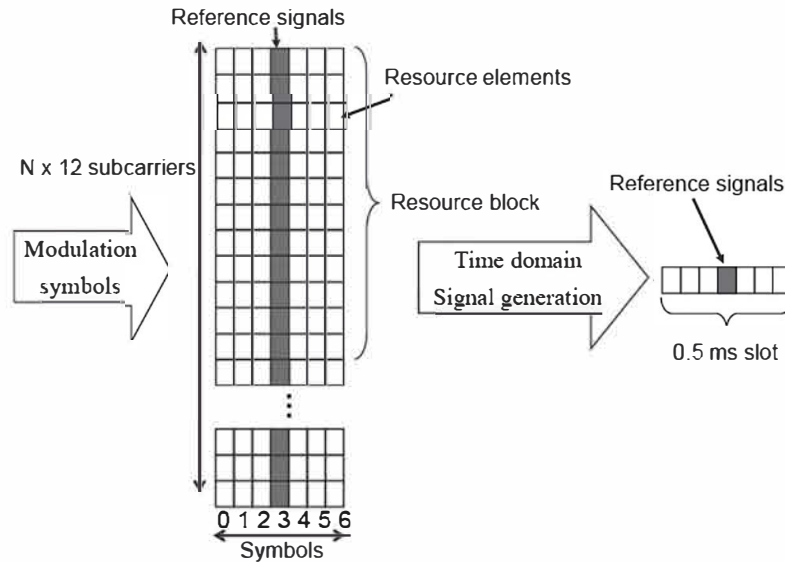 Reference signals
Resource elements
N x 12 subcarriers
Resource block
Modulation
symbols
Time domain
Signal generation
Reference signals
0.5 ms slot
0 1 2 3 4 5 6
Symbols